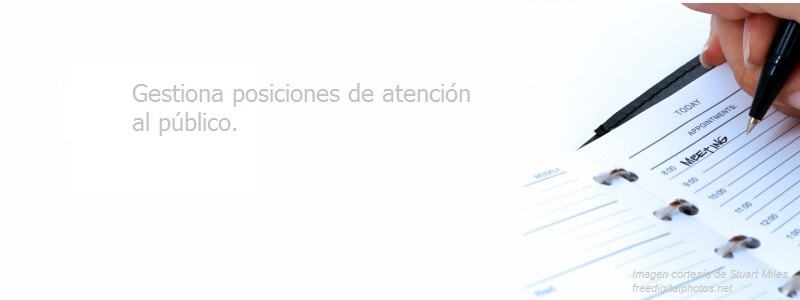 Gestiona posiciones de atención
al público.
TODAY
APPOINTMENTS:
8:00 MEETING
9:00
10:00
11:00
12:00
1:00
WEEKLY
Imagen cortesía de Stuart Miles
freedigitalphotos.net